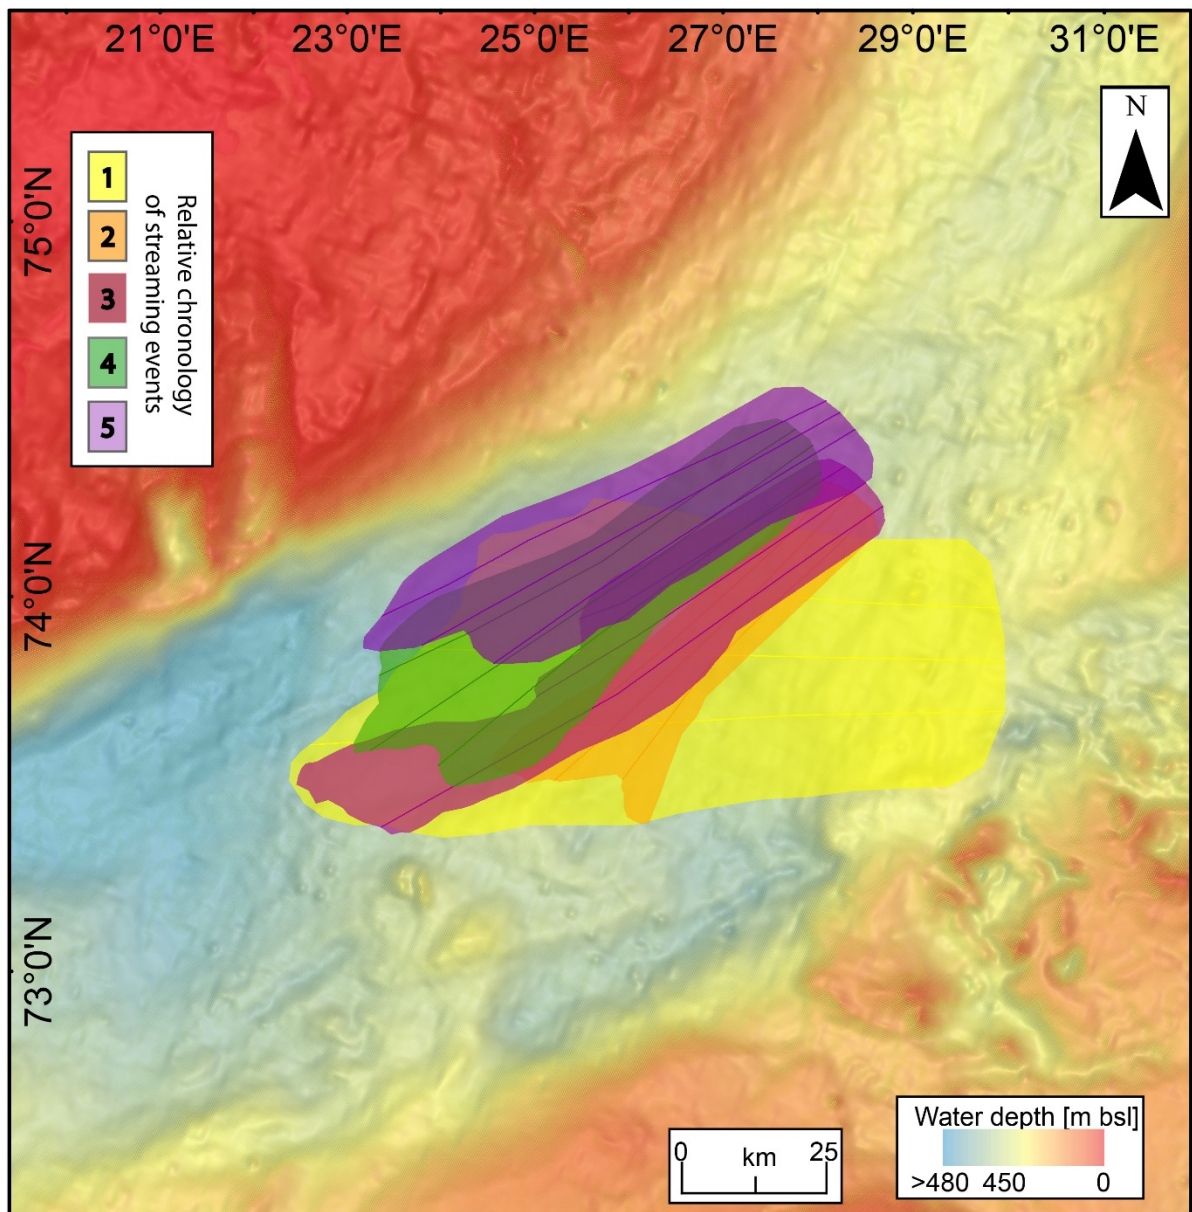 21°0'E 23°0'E 25°0'E 27°0'E 29°0'E 31°0'E
N
75°0'N
74°0'N
73°0'N
Relative chronology
of streaming events
1
2
3
4
5
0 km 25
Water depth [m bsl]
>480 450 0